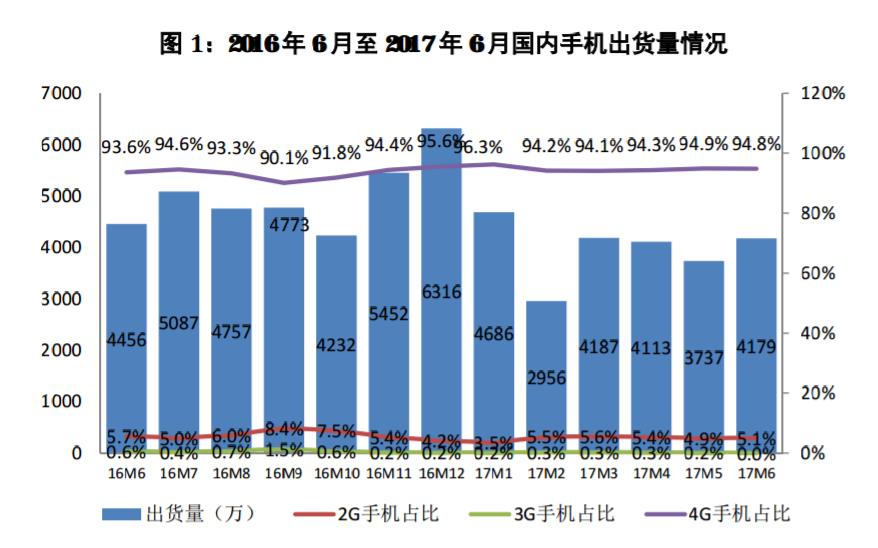 图 1：2016 年 6 月至 2017 年 6 月国内手机出货量情况
7000 120%
93.6% 94.6% 93.3% 90.1% 91.8% 94.4% 95.6% 96.3% 94.2% 94.1% 94.3% 94.9% 94.8%
6000 100%
5000 80%
4000 60%
3000 40%
2000 20%
1000 0%
0
4456 5087 4757 4773 4232 5452 6316 4686 2956 4187 4113 3737 4179
5.7% 5.0% 6.0% 8.4% 7.5% 5.4% 4.2% 3.5% 5.5% 5.6% 5.4% 4.9% 5.1%
0.6% 0.4% 0.7% 1.5% 0.6% 0.2% 0.2% 0.2% 0.3% 0.3% 0.3% 0.2% 0.0%
16M6 16M7 16M8 16M9 16M10 16M11 16M12 17M1 17M2 17M3 17M4 17M5 17M6
出货量（万） 2G手机占比 3G手机占比 4G手机占比